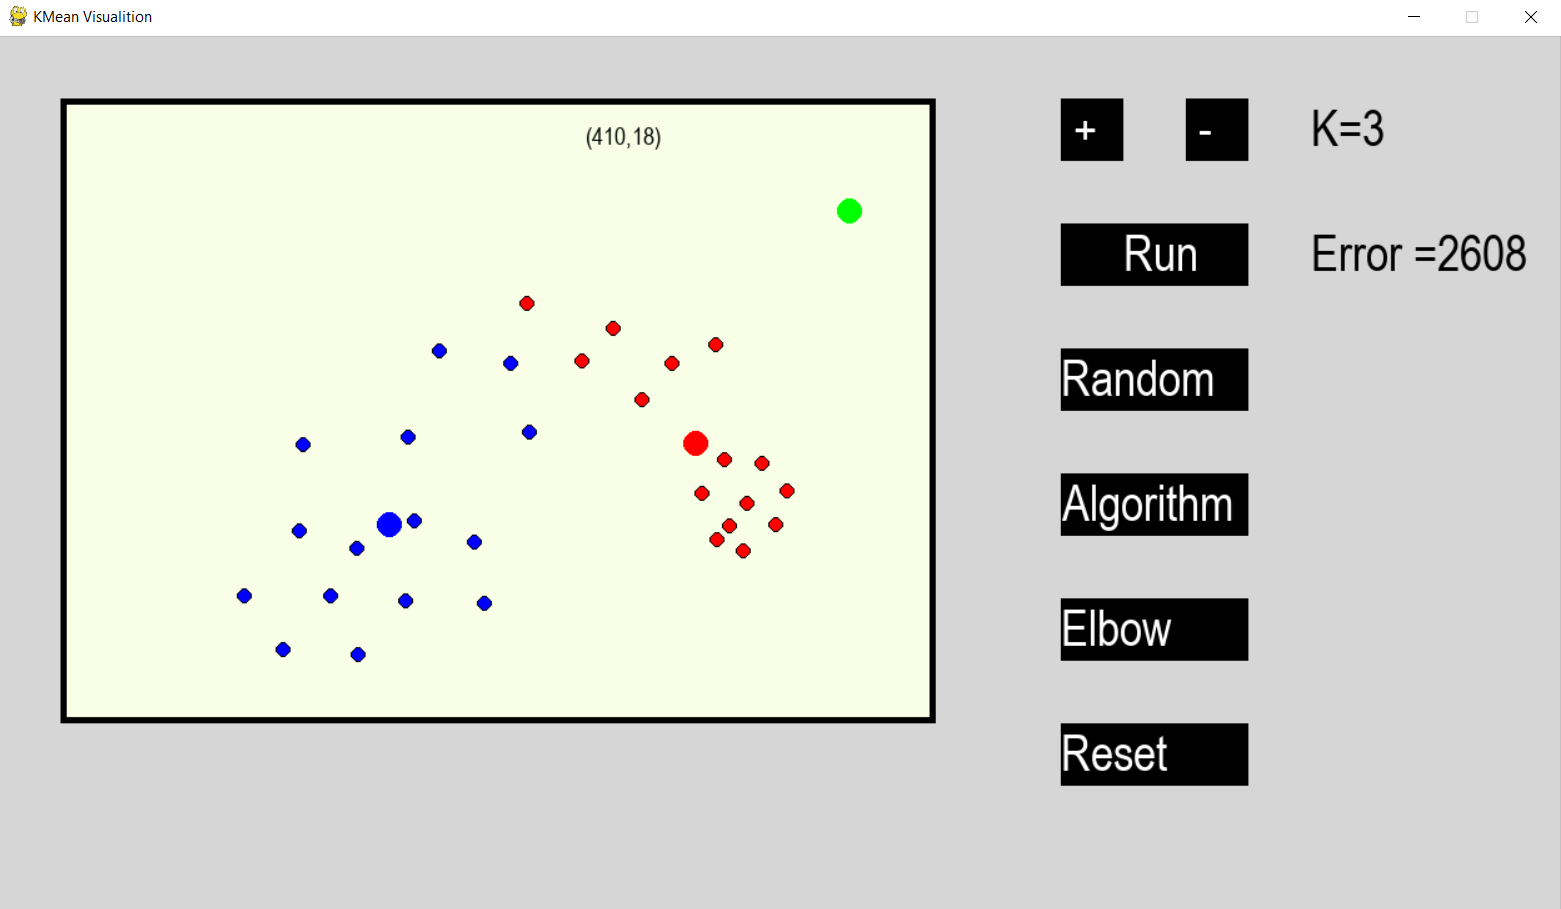 KMean Visualition
(410,18)
+ - K=3
Run Error =2608
Random
Algorithm
Elbow
Reset